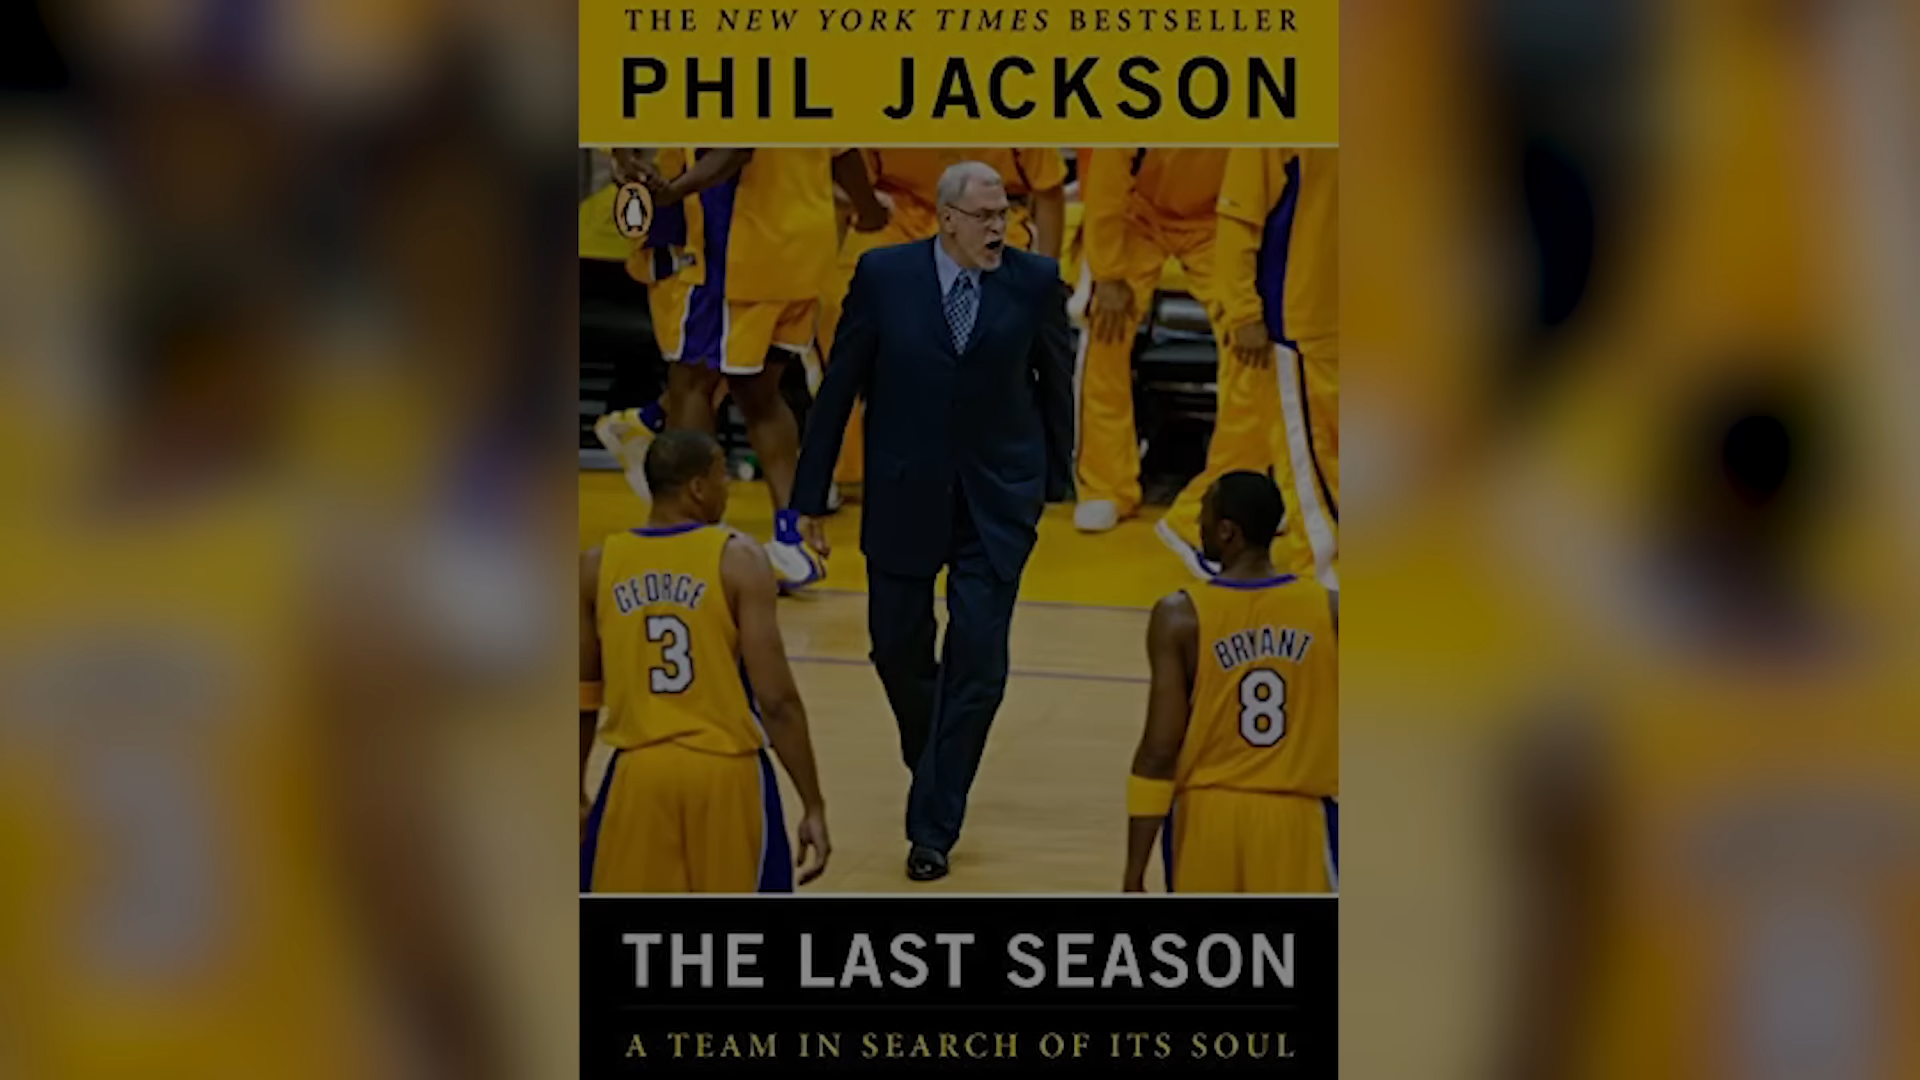 THE NEW YORK TIMES BESTSELLER
PHIL JACKSON
GEORGE
3
BRYANT
8
THE LAST SEASON
A TEAM IN SEARCH OF ITS SOUL